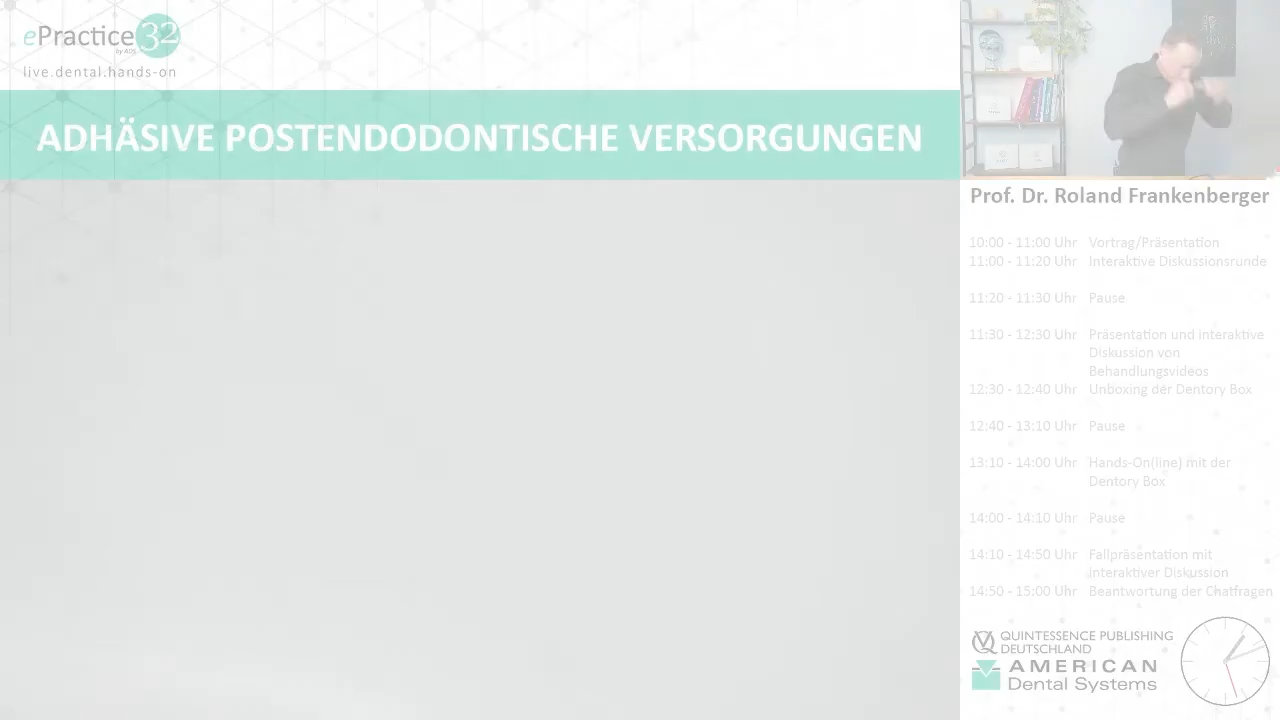 ePractice 32
by ADS
live.dental.hands-on
ADHÄSIVE POSTENDODONTISCHE VERSORGUNGEN
Prof. Dr. Roland Frankenberger
10:00 - 11:00 Uhr Vortrag/Präsentation
11:00 - 11:20 Uhr Interaktive Diskussionsrunde
11:20 - 11:30 Uhr Pause
11:30 - 12:30 Uhr Präsentation und interaktive
Diskussion von
Behandlungsvideos
12:30 - 12:40 Uhr Unboxing der Dentory Box
12:40 - 13:10 Uhr Pause
13:10 - 14:00 Uhr Hands-On(line) mit der
Dentory Box
14:00 - 14:10 Uhr Pause
14:10 - 14:50 Uhr Fallpräsentation mit
interaktiver Diskussion
14:50 - 15:00 Uhr Beantwortung der Chatfragen
QUINTESSENCE PUBLISHING
DEUTSCHLAND
AMERICAN
Dental Systems